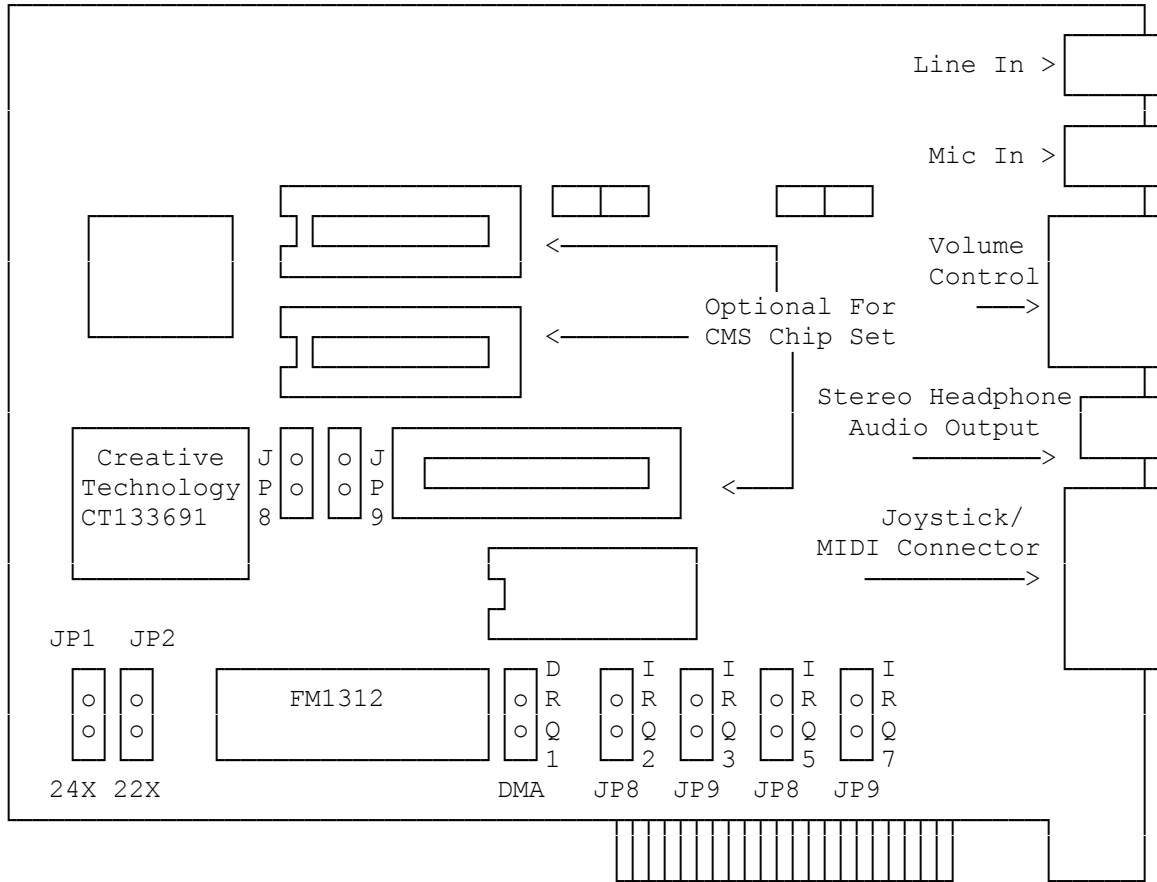 Line In >
Mic In >
Volume
Control
Optional For
CMS Chip Set
Stereo Headphone
Audio Output
Creative
Technology
CT133691
JP8
JP9
Joystick/
MIDI Connector
JP1 JP2
FM1312
DRQ1
IRQ2
IRQ3
IRQ5
IRQ7
24X 22X DMA JP8 JP9 JP8 JP9